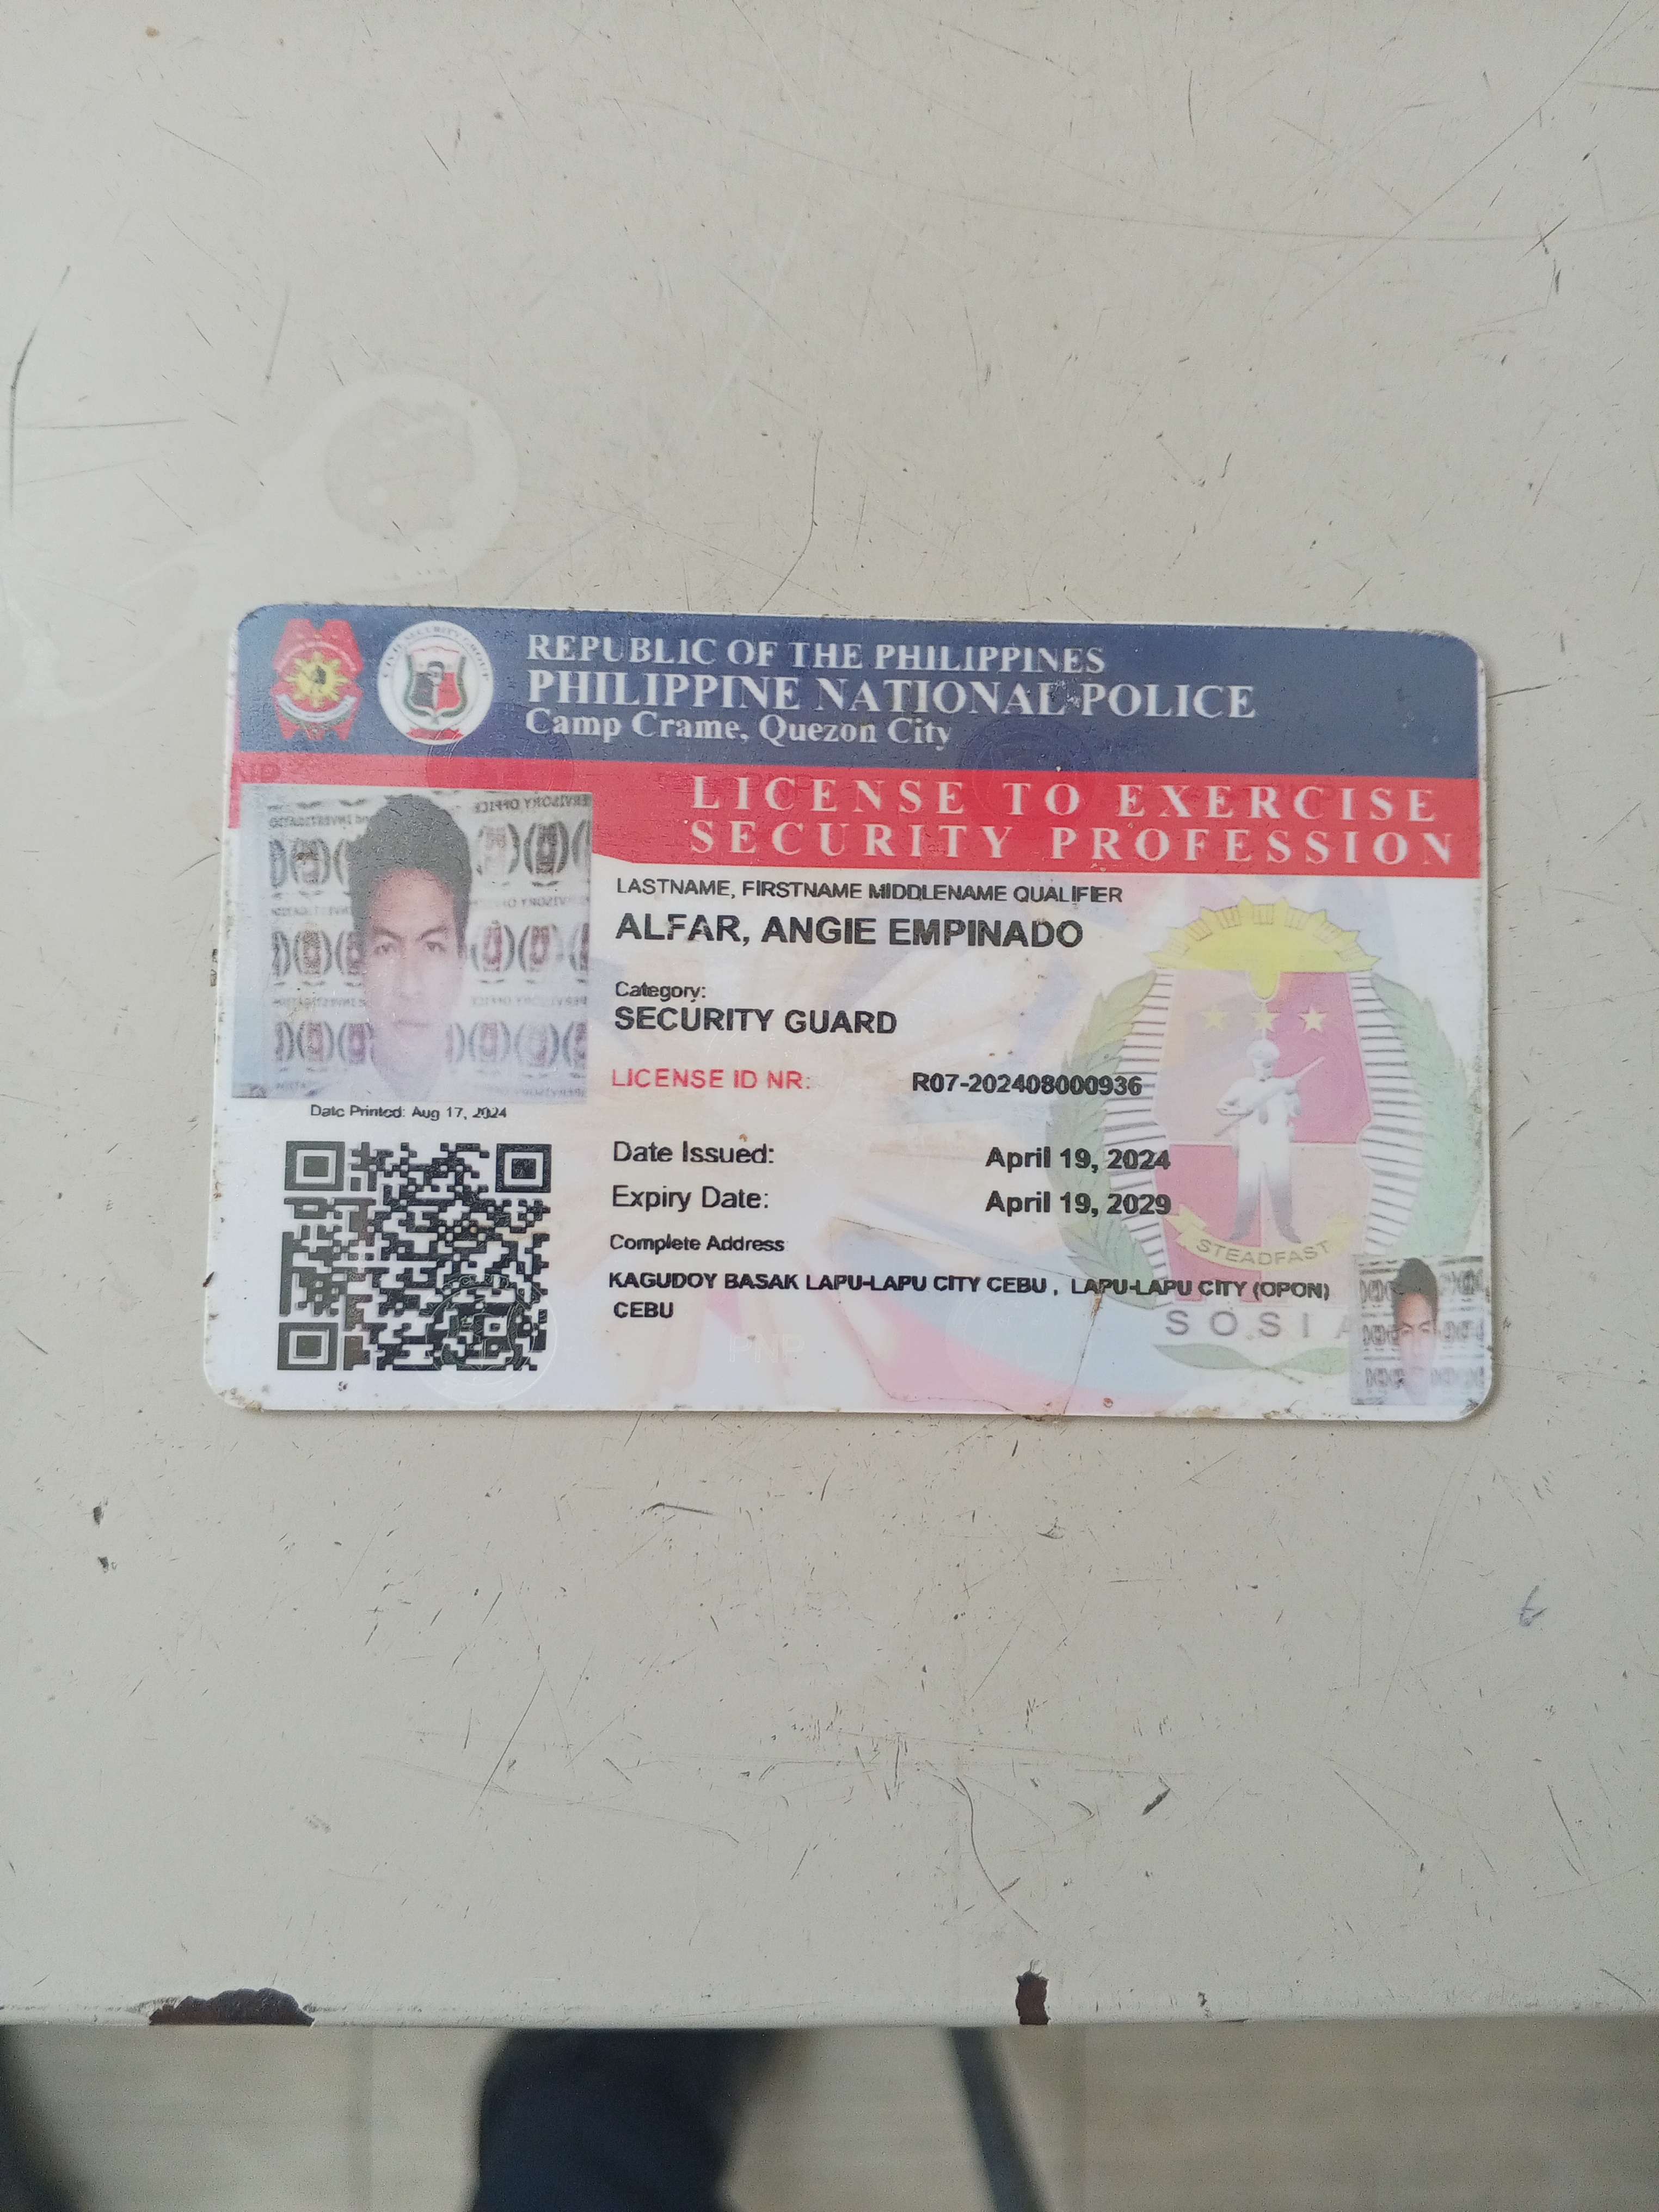 REPUBLIC OF THE PHILIPPINES
PHILIPPINE NATIONAL POLICE
Camp Crame, Quezon City
LICENSE TO EXERCISE
SECURITY PROFESSION
LASTNAME, FIRSTNAME MIDDLENAME QUALIFIER
ALFAR, ANGIE EMPINADO
Category:
SECURITY GUARD
LICENSE ID NR: R07-202408000936
Date Printed: Aug 17, 2024
Date Issued: April 19, 2024
Expiry Date: April 19, 2029
Complete Address
KAGUDOY BASAK LAPU-LAPU CITY CEBU , LAPU-LAPU CITY (OPON)
CEBU
STEADFAST
SOSIA
PNP